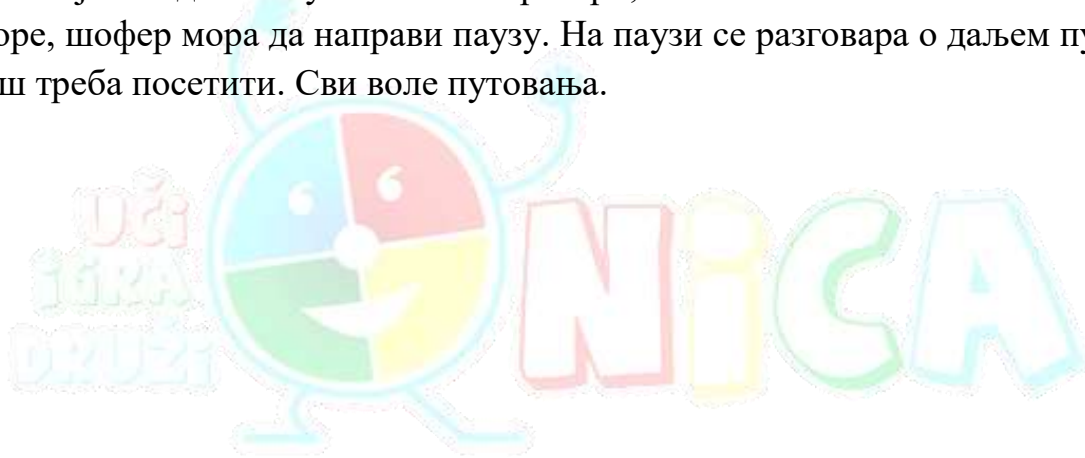 оре, шофер мора да направи паузу. На паузи се разговара о даљем пу
ш треба посетити. Сви воле путовања.
UČi
iGRA
DRUŽi
NiCA